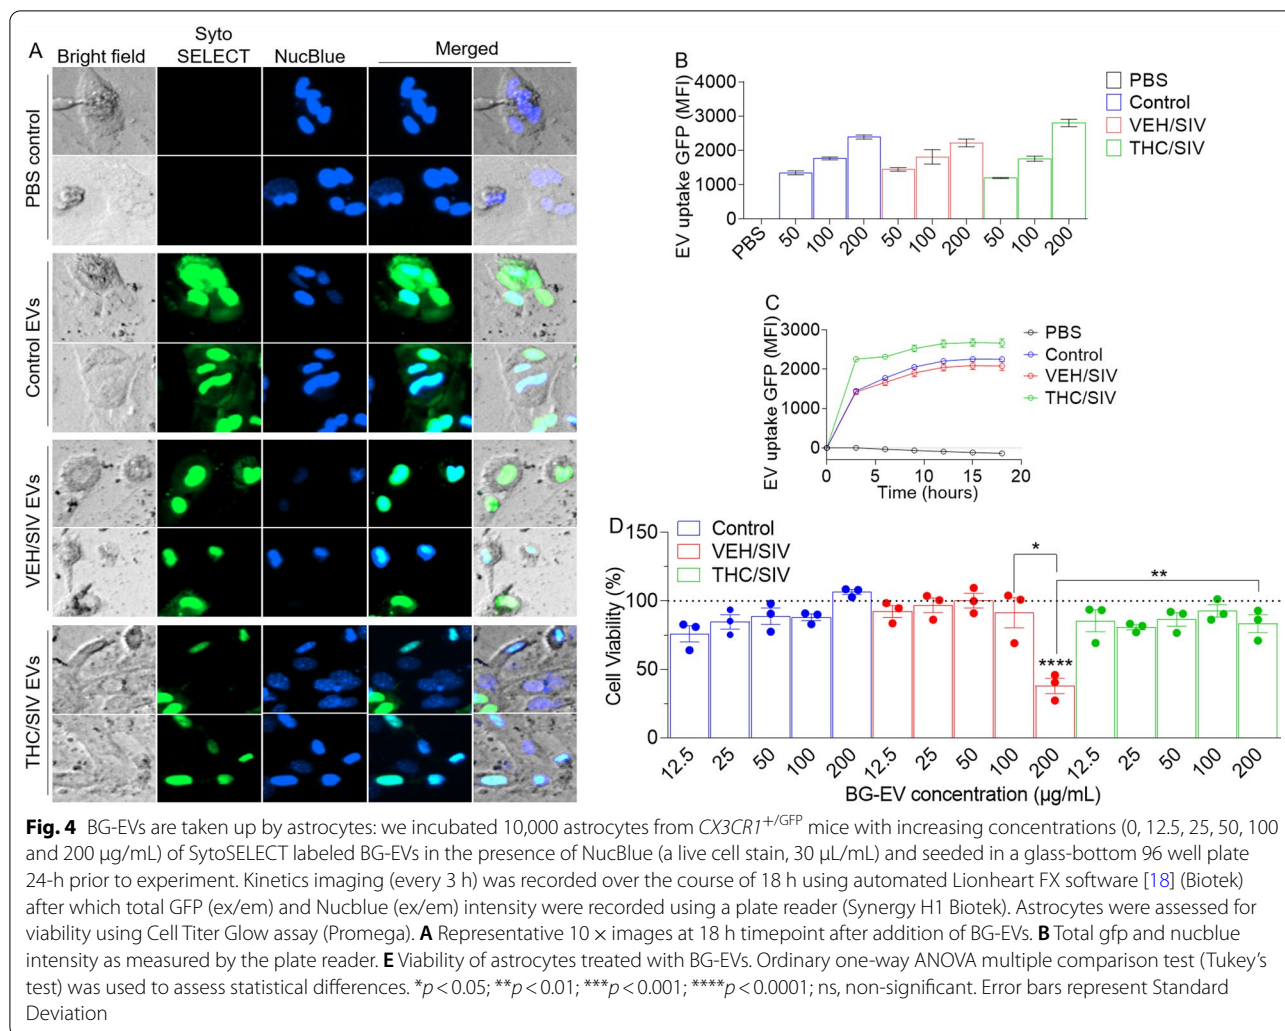 A
Bright field
Syto
SELECT
NucBlue
Merged
PBS control
Control EVs
VEH/SIV EVs
THC/SIV EVs
B
EV uptake GFP (MFI)
4000
3000
2000
1000
0
PBS
50
100
200
50
100
200
50
100
200
PBS
Control
VEH/SIV
THC/SIV
C
EV uptake GFP (MFI)
3000
2000
1000
0
0
5
10
15
20
Time (hours)
PBS
Control
VEH/SIV
THC/SIV
D
Cell Viability (%)
150
100
50
0
Control
VEH/SIV
THC/SIV
*
**
****
12.5
25
50
100
200
12.5
25
50
100
200
12.5
25
50
100
200
BG-EV concentration (µg/mL)
Fig. 4 BG-EVs are taken up by astrocytes: we incubated 10,000 astrocytes from CX3CR1+/GFP mice with increasing concentrations (0, 12.5, 25, 50, 100
and 200 µg/mL) of SytoSELECT labeled BG-EVs in the presence of NucBlue (a live cell stain, 30 µL/mL) and seeded in a glass-bottom 96 well plate
24-h prior to experiment. Kinetics imaging (every 3 h) was recorded over the course of 18 h using automated Lionheart FX software [18] (Biotek)
after which total GFP (ex/em) and Nucblue (ex/em) intensity were recorded using a plate reader (Synergy H1 Biotek). Astrocytes were assessed for
viability using Cell Titer Glow assay (Promega). A Representative 10 × images at 18 h timepoint after addition of BG-EVs. B Total gfp and nucblue
intensity as measured by the plate reader. E Viability of astrocytes treated with BG-EVs. Ordinary one-way ANOVA multiple comparison test (Tukey's
test) was used to assess statistical differences. *p < 0.05; **p < 0.01; ***p < 0.001; ****p < 0.0001; ns, non-significant. Error bars represent Standard
Deviation